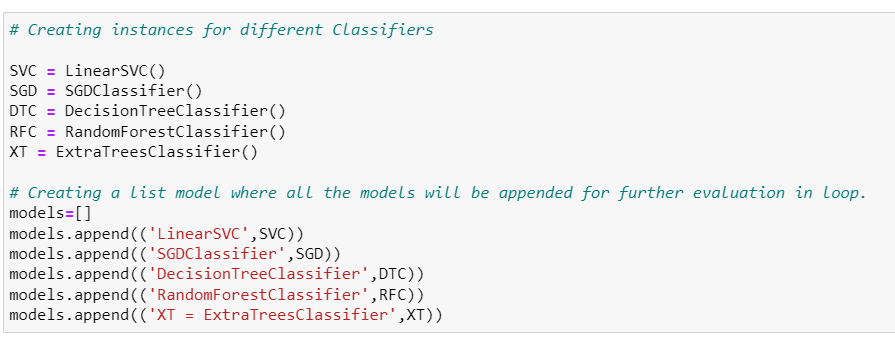 # Creating instances for different Classifiers
SVC = LinearSVC()
SGD = SGDClassifier()
DTC = DecisionTreeClassifier()
RFC = RandomForestClassifier()
XT = ExtraTreesClassifier()
# Creating a list model where all the models will be appended for further evaluation in loop.
models=[]
models.append(('LinearSVC',SVC))
models.append(('SGDClassifier',SGD))
models.append(('DecisionTreeClassifier',DTC))
models.append(('RandomForestClassifier',RFC))
models.append(('XT = ExtraTreesClassifier',XT))